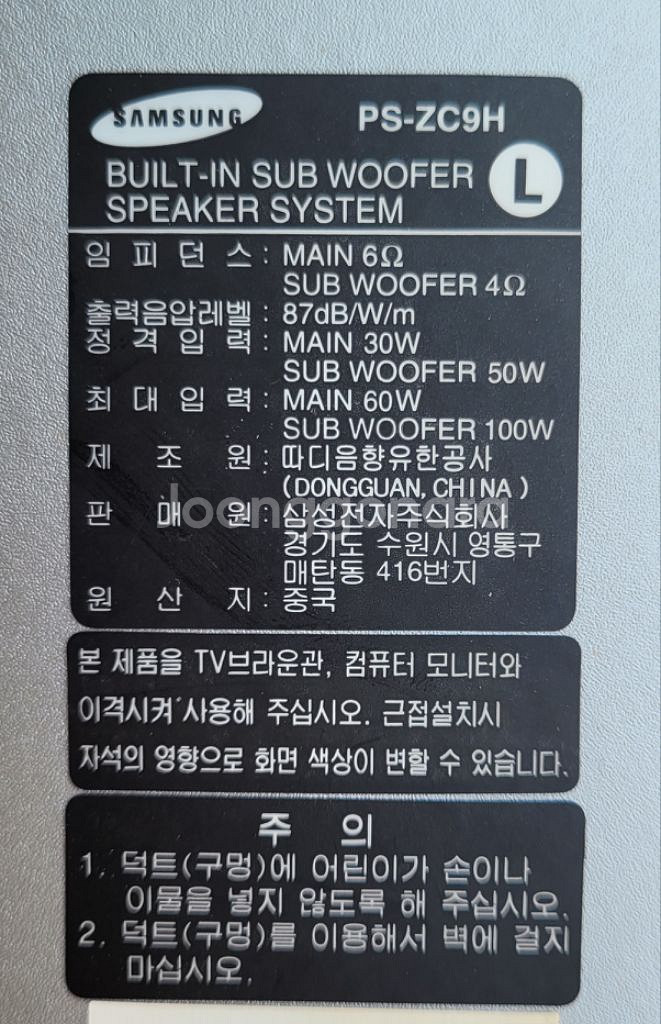 SAMSUNG PS-ZC9H
BUILT-IN SUB WOOFER
SPEAKER SYSTEM
L
임피던스 : MAIN 6Ω
SUB WOOFER 4Ω
출력음압레벨 : 87dB/W/m
정격입력 : MAIN 30W
SUB WOOFER 50W
최대입력 : MAIN 60W
SUB WOOFER 100W
제조원 : 따디음향유한공사
(DONGGUAN, CHINA)
판매원 : 삼성전자주식회사
경기도 수원시 영통구
매탄동 416번지
원산지 : 중국
본 제품을 TV브라운관, 컴퓨터 모니터와
이격시켜 사용해 주십시오. 근접설치시
자석의 영향으로 화면 색상이 변할 수 있습니다.
주 의
1. 덕트(구멍)에 어린이가 손이나
이물을 넣지 않도록 해 주십시오.
2. 덕트(구멍)를 이용해서 벽에 걸지
마십시오.